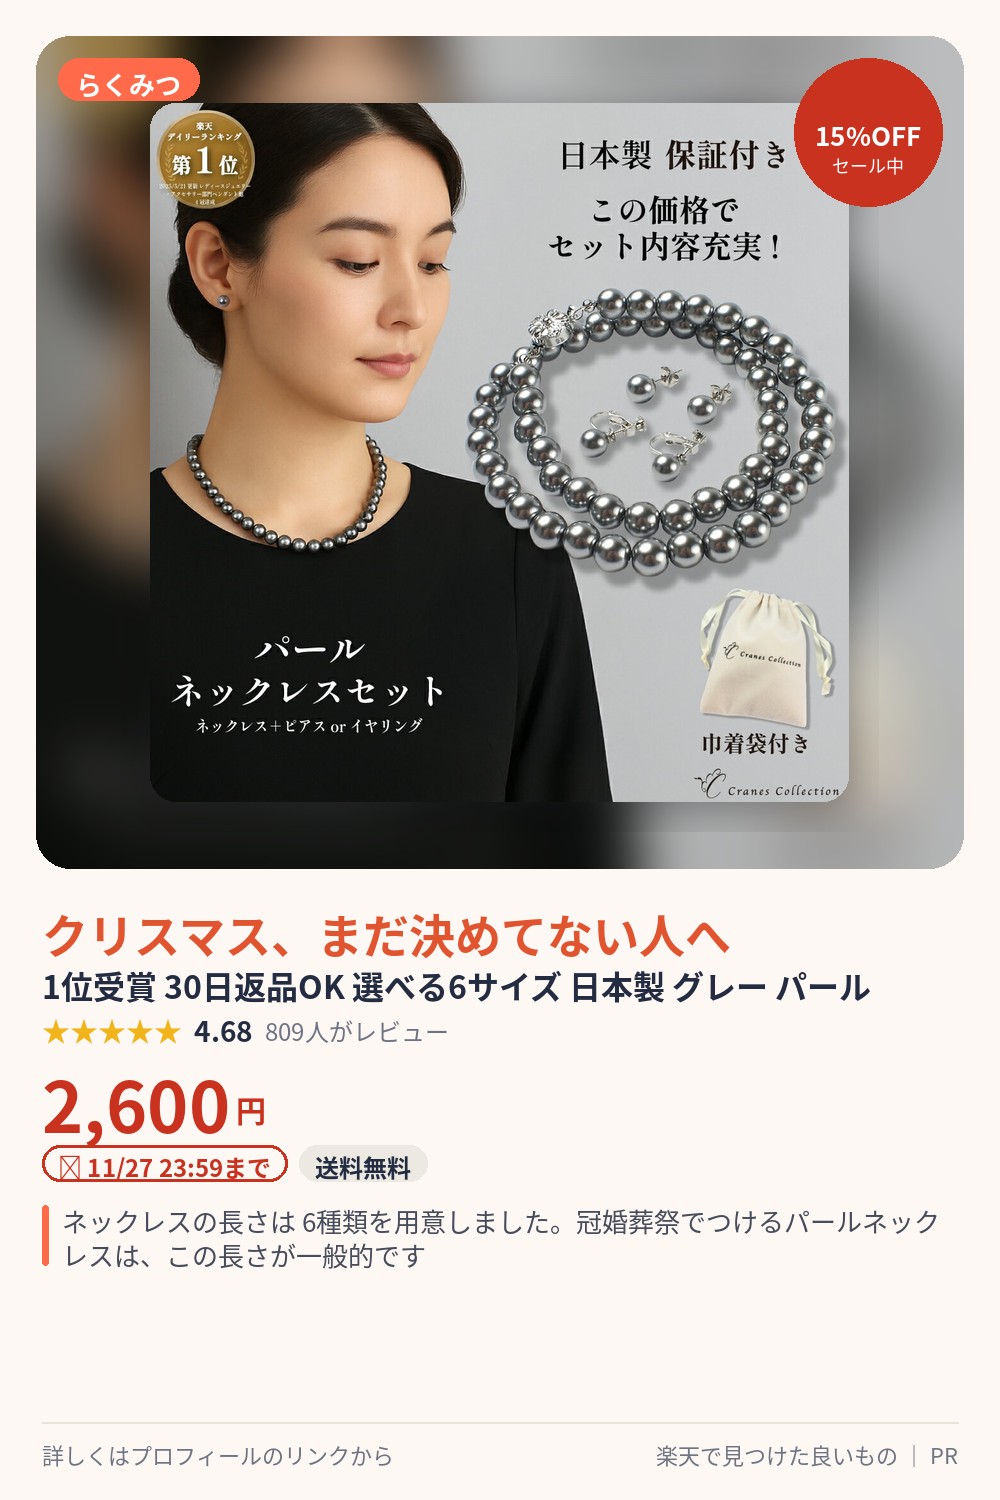 らくみつ
楽天
デイリーランキング
第1位
15%OFF
セール中
日本製 保証付き
この価格で
セット内容充実！
パール
ネックレスセット
ネックレス＋ピアス or イヤリング
Cranes Collection
巾着袋付き
Cranes Collection
クリスマス、まだ決めてない人へ
1位受賞 30日返品OK 選べる6サイズ 日本製 グレー パール
★★★★★ 4.68 809人がレビュー
2,600円
11/27 23:59まで 送料無料
ネックレスの長さは 6種類を用意しました。冠婚葬祭でつけるパールネック
レスは、この長さが一般的です
詳しくはプロフィールのリンクから
楽天で見つけた良いもの ｜ PR